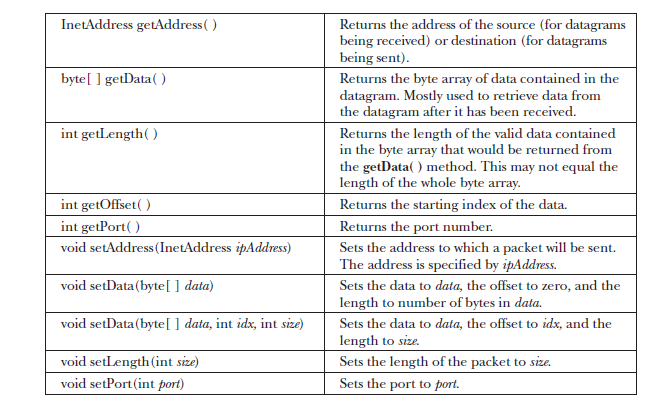 InetAddress getAddress( )
Returns the address of the source (for datagrams
being received) or destination (for datagrams
being sent).
byte[ ] getData( )
Returns the byte array of data contained in the
datagram. Mostly used to retrieve data from
the datagram after it has been received.
int getLength( )
Returns the length of the valid data contained
in the byte array that would be returned from
the getData( ) method. This may not equal the
length of the whole byte array.
int getOffset( )
Returns the starting index of the data.
int getPort( )
Returns the port number.
void setAddress(InetAddress ipAddress)
Sets the address to which a packet will be sent.
The address is specified by ipAddress.
void setData(byte[ ] data)
Sets the data to data, the offset to zero, and the
length to number of bytes in data.
void setData(byte[ ] data, int idx, int size)
Sets the data to data, the offset to idx, and the
length to size.
void setLength(int size)
Sets the length of the packet to size.
void setPort(int port)
Sets the port to port.